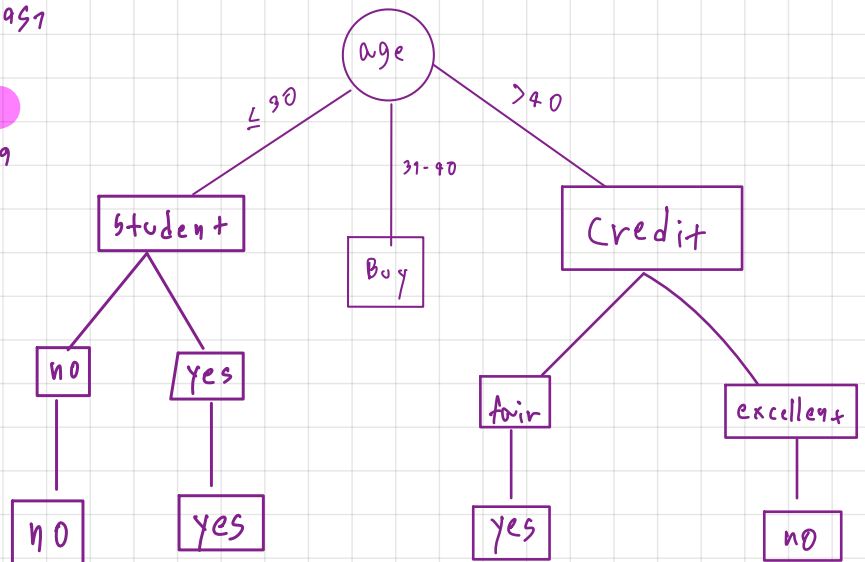 age
≤ 30
>40
31-40
Student
Buy
Credit
no
yes
fair
excellent
no
yes
yes
no